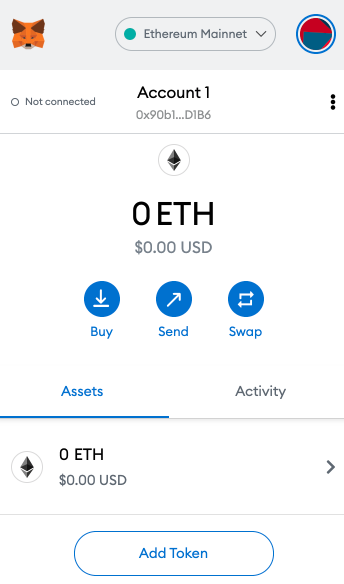 Ethereum Mainnet
Not connected
Account 1
0x90b1...D1B6
0 ETH
$0.00 USD
Buy
Send
Swap
Assets
Activity
0 ETH
$0.00 USD
Add Token